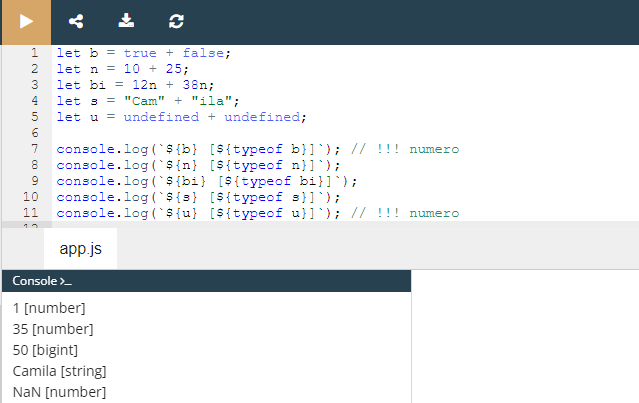 1 let b = true + false;
2 let n = 10 + 25;
3 let bi = 12n + 38n;
4 let s = "Cam" + "ila";
5 let u = undefined + undefined;
6
7 console.log(`${b} [${typeof b}]`); // !!! numero
8 console.log(`${n} [${typeof n}]`);
9 console.log(`${bi} [${typeof bi}]`);
10 console.log(`${s} [${typeof s}]`);
11 console.log(`${u} [${typeof u}]`); // !!! numero
12
app.js
Console >_
1 [number]
35 [number]
50 [bigint]
Camila [string]
NaN [number]